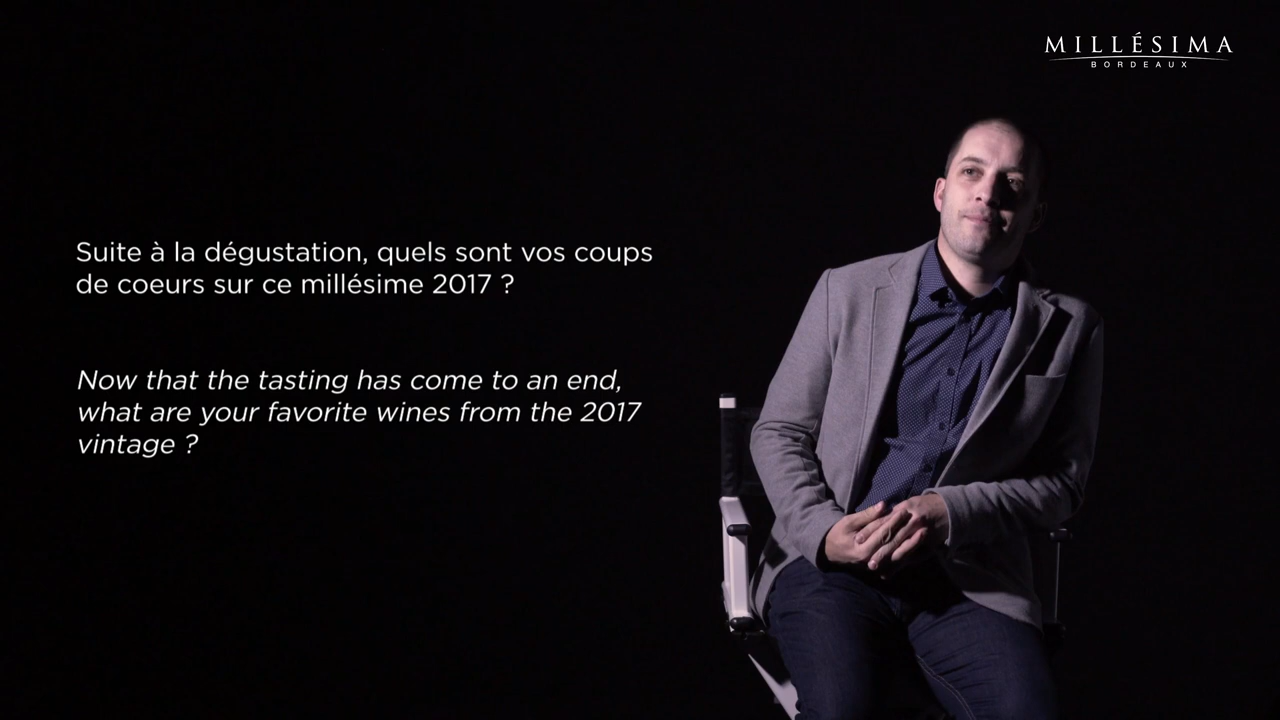 MILLÉSIMA
BORDEAUX
Suite à la dégustation, quels sont vos coups
de coeurs sur ce millésime 2017 ?
Now that the tasting has come to an end,
what are your favorite wines from the 2017
vintage ?